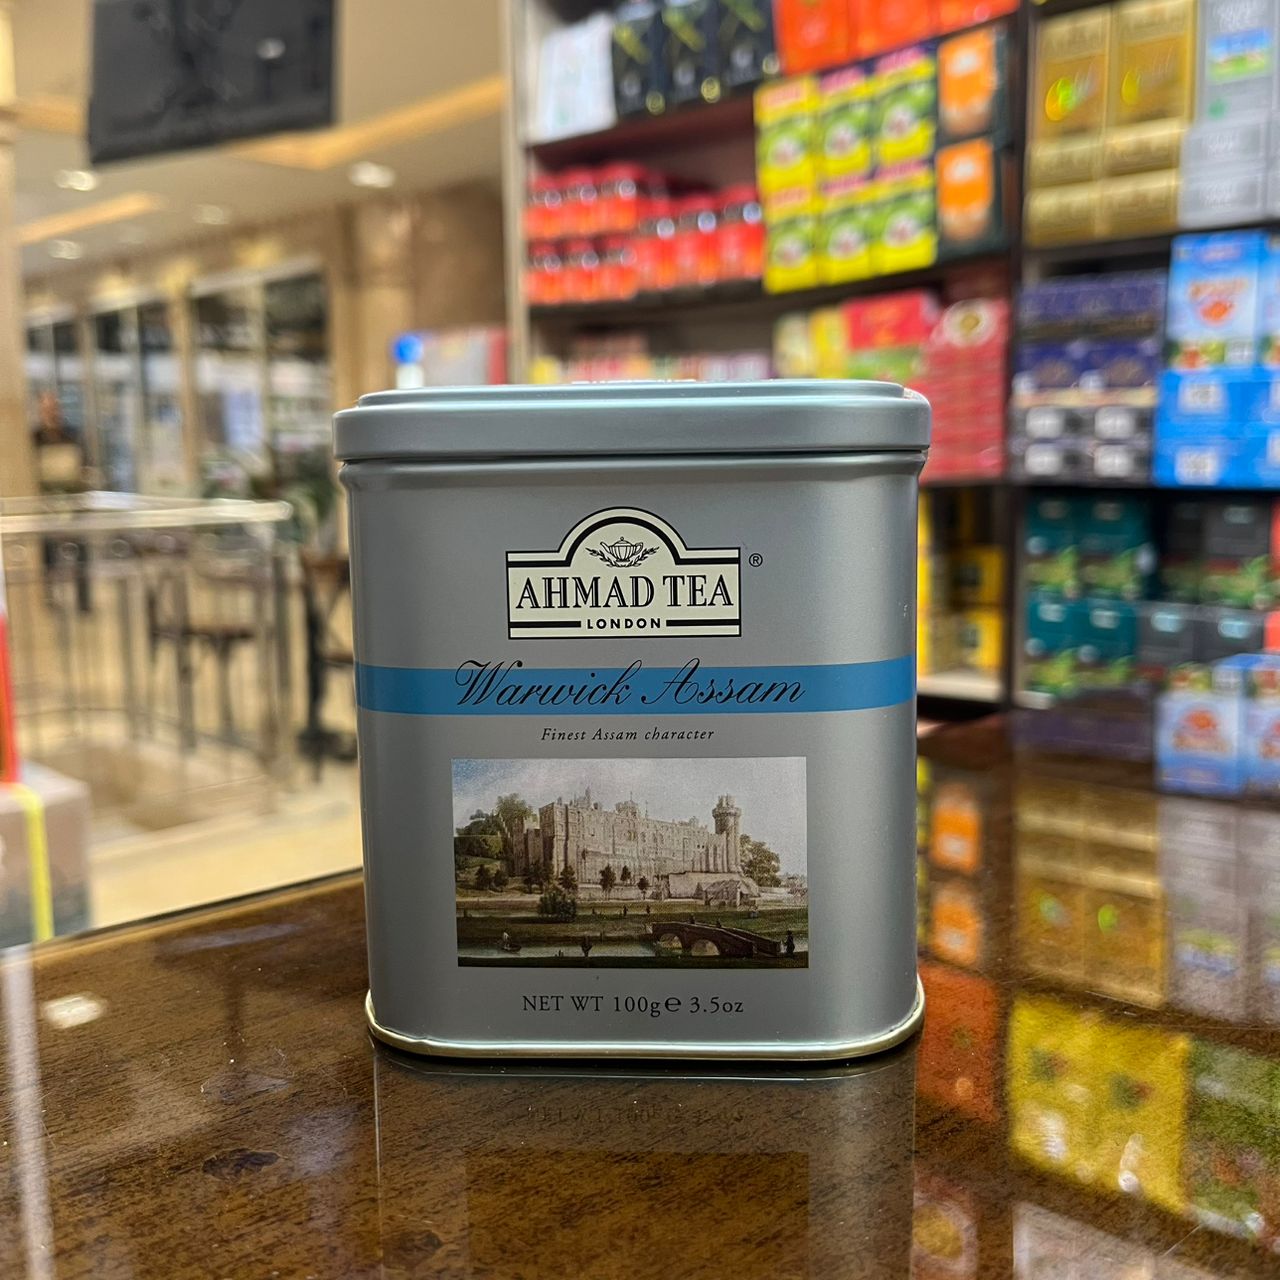 AHMAD TEA ®
LONDON
Warwick Assam
Finest Assam character
NET WT 100g℮ 3.5oz